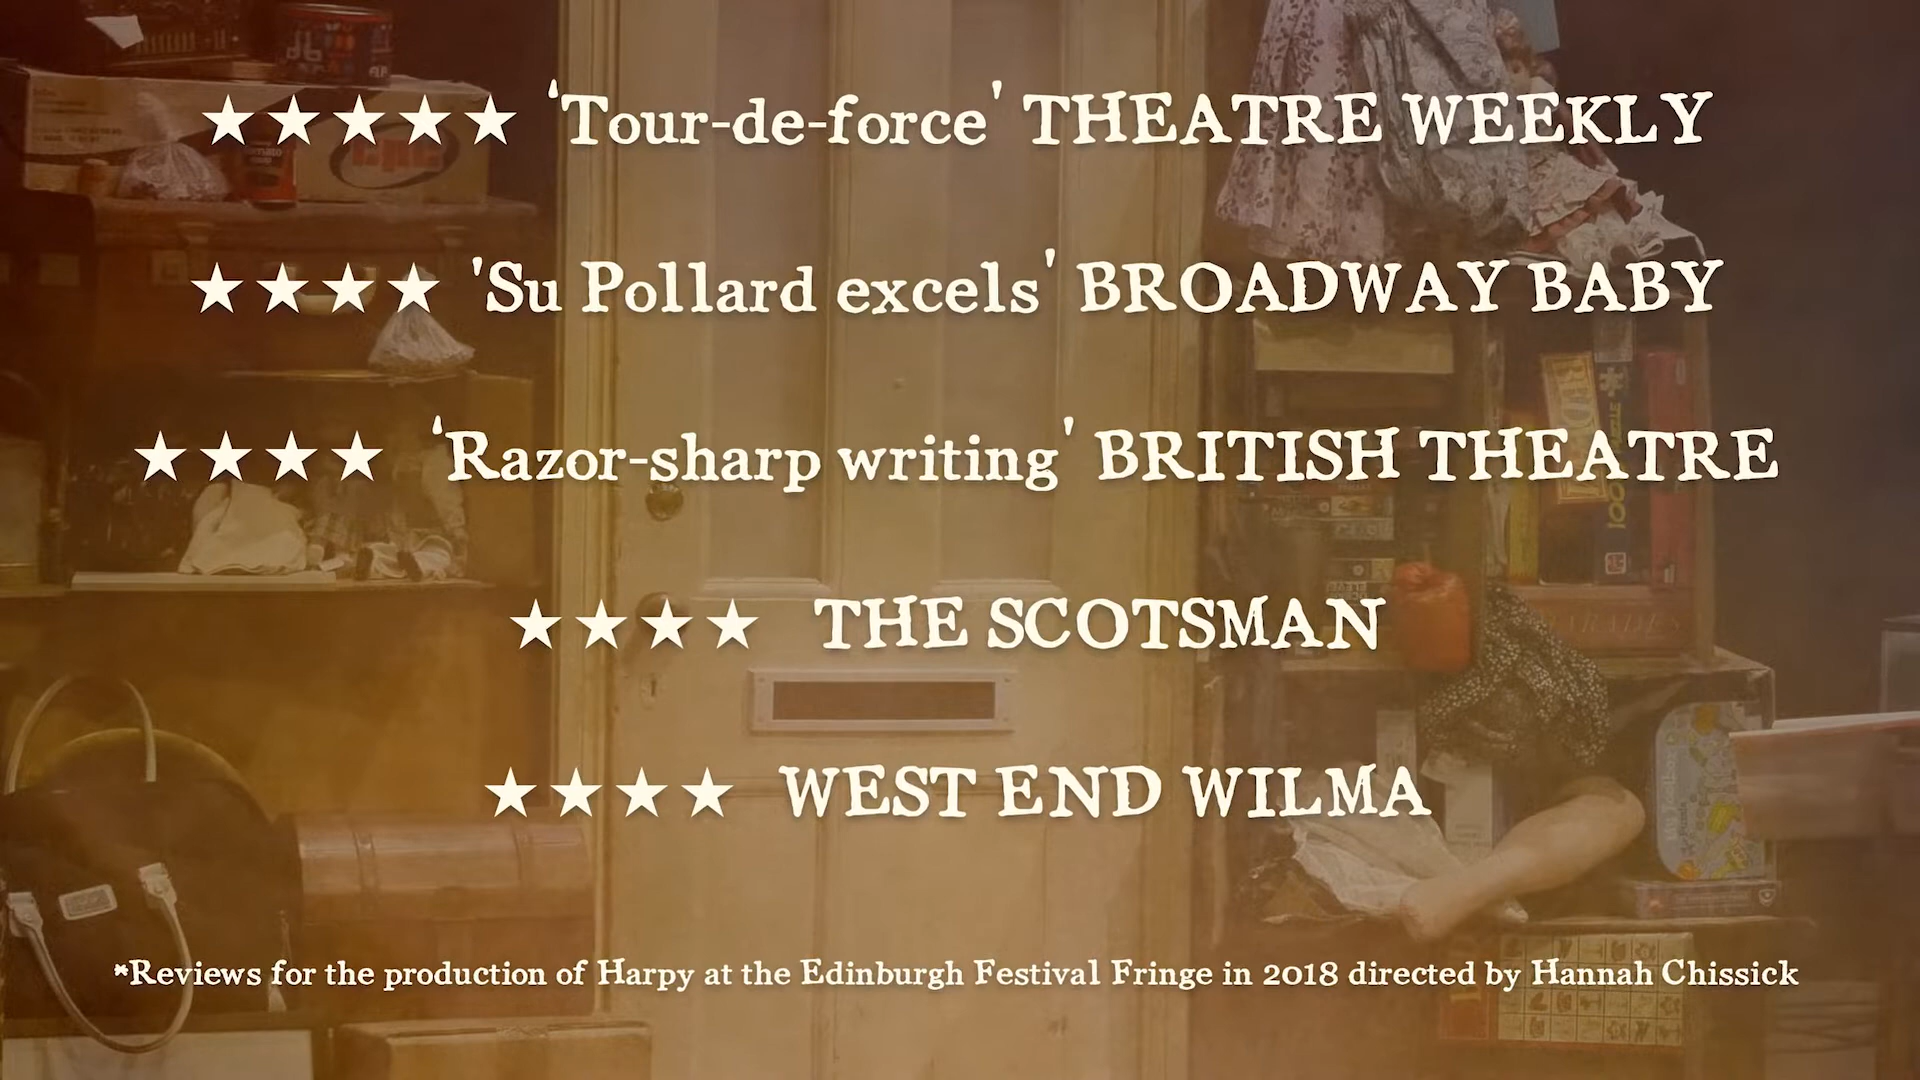 ★★★★★ ‘Tour-de-force' THEATRE WEEKLY
★★★★ 'Su Pollard excels' BROADWAY BABY
★★★★ ‘Razor-sharp writing' BRITISH THEATRE
★★★★ THE SCOTSMAN
★★★★ WEST END WILMA
*Reviews for the production of Harpy at the Edinburgh Festival Fringe in 2018 directed by Hannah Chissick